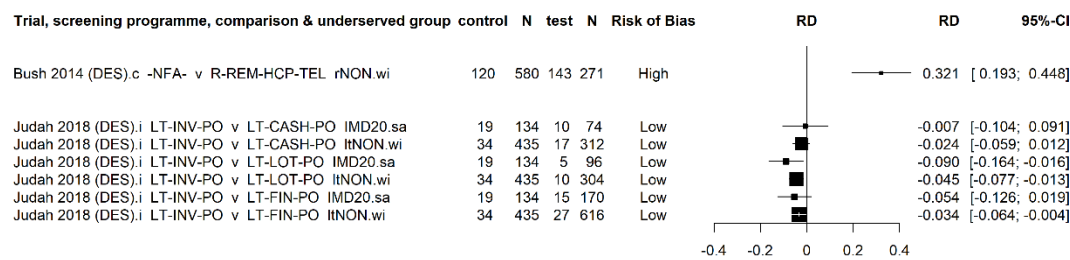 Trial, screening programme, comparison & underserved group control N test N Risk of Bias RD RD 95%-CI
Bush 2014 (DES).c -NFA- v R-REM-HCP-TEL rNON.wi 120 580 143 271 High 0.321 [ 0.193; 0.448]
Judah 2018 (DES).i LT-INV-PO v LT-CASH-PO IMD20.sa 19 134 10 74 Low -0.007 [-0.104; 0.091]
Judah 2018 (DES).i LT-INV-PO v LT-CASH-PO ltNON.wi 34 435 17 312 Low -0.024 [-0.059; 0.012]
Judah 2018 (DES).i LT-INV-PO v LT-LOT-PO IMD20.sa 19 134 5 96 Low -0.090 [-0.164; -0.016]
Judah 2018 (DES).i LT-INV-PO v LT-LOT-PO ltNON.wi 34 435 10 304 Low -0.045 [-0.077; -0.013]
Judah 2018 (DES).i LT-INV-PO v LT-FIN-PO IMD20.sa 19 134 15 170 Low -0.054 [-0.126; 0.019]
Judah 2018 (DES).i LT-INV-PO v LT-FIN-PO ltNON.wi 34 435 27 616 Low -0.034 [-0.064; -0.004]
-0.4 -0.2 0 0.2 0.4